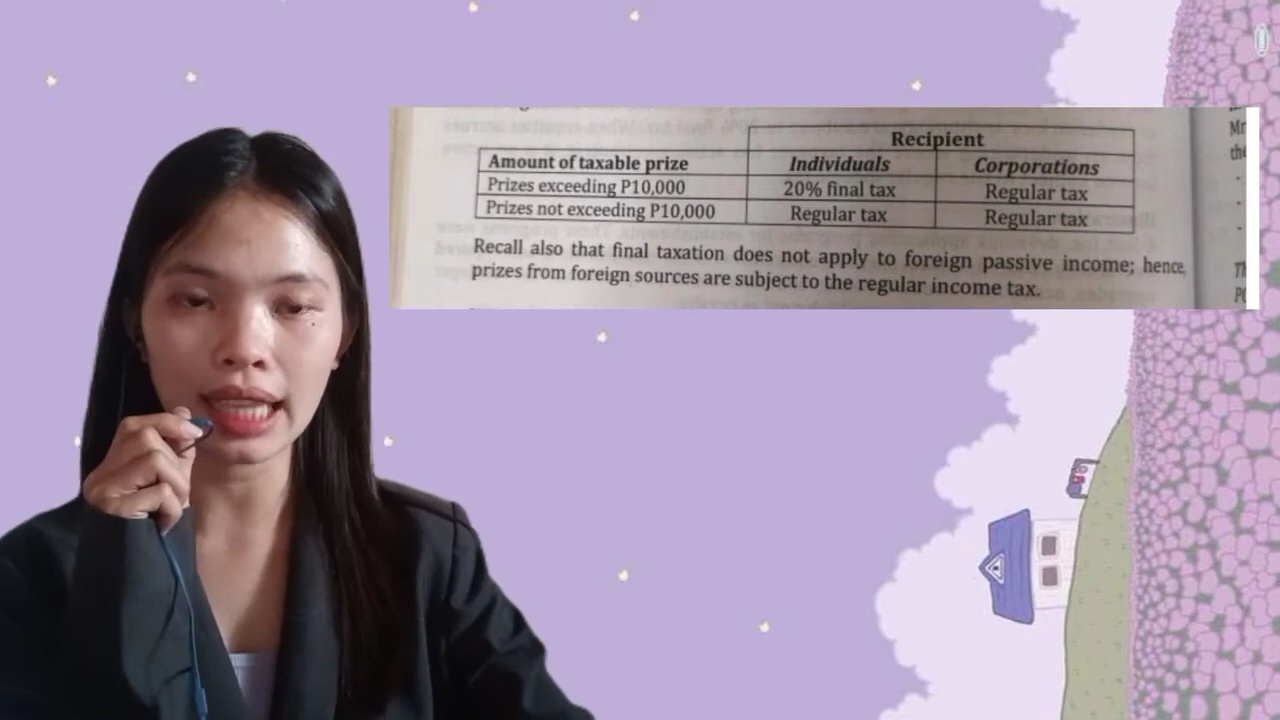 Recipient
Amount of taxable prize Individuals Corporations
Prizes exceeding P10,000 20% final tax Regular tax
Prizes not exceeding P10,000 Regular tax Regular tax
Recall also that final taxation does not apply to foreign passive income; hence,
prizes from foreign sources are subject to the regular income tax.
Mr
the